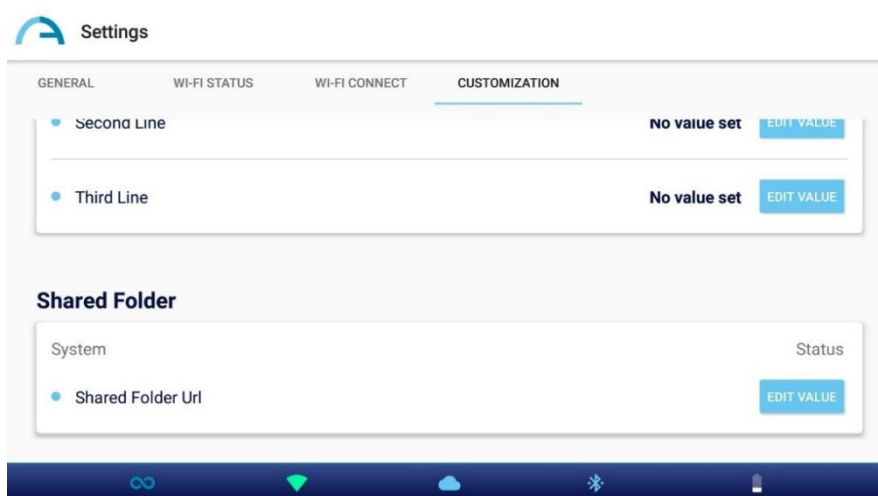 Settings
GENERAL WI-FI STATUS WI-FI CONNECT CUSTOMIZATION
Second Line No value set EDIT VALUE
Third Line No value set EDIT VALUE
Shared Folder
System Status
Shared Folder Url EDIT VALUE